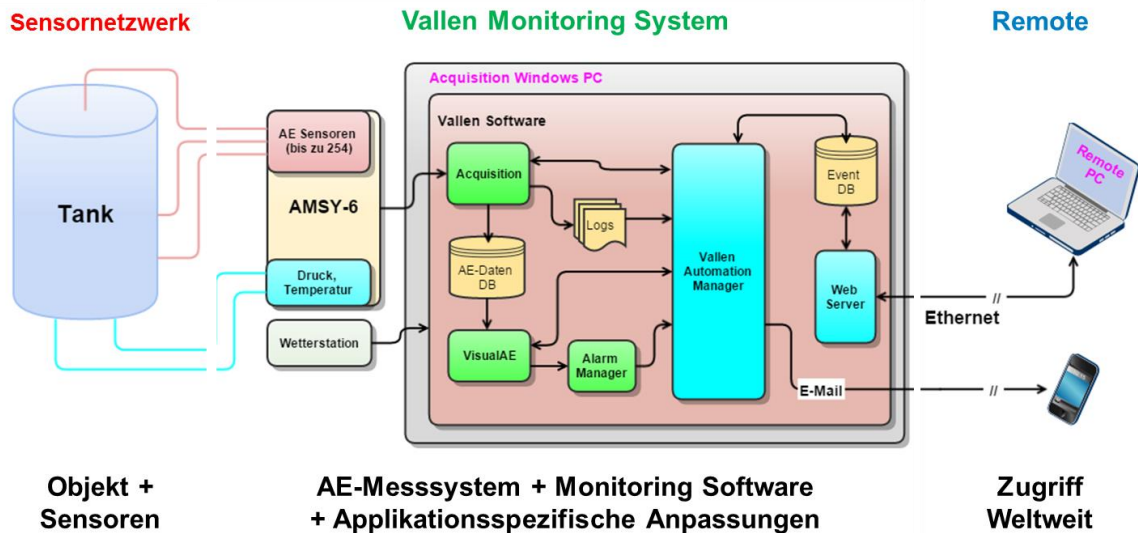 Sensornetzwerk
Vallen Monitoring System
Remote
Acquisition Windows PC
Vallen Software
AE Sensoren
(bis zu 254)
Acquisition
Event
DB
Remote
PC
Tank
AMSY-6
Logs
Vallen
Automation
Manager
AE-Daten
DB
Druck,
Temperatur
Web
Server
//
Ethernet
Wetterstation
VisualAE
Alarm
Manager
E-Mail
//
Objekt +
Sensoren
AE-Messsystem + Monitoring Software
+ Applikationsspezifische Anpassungen
Zugriff
Weltweit